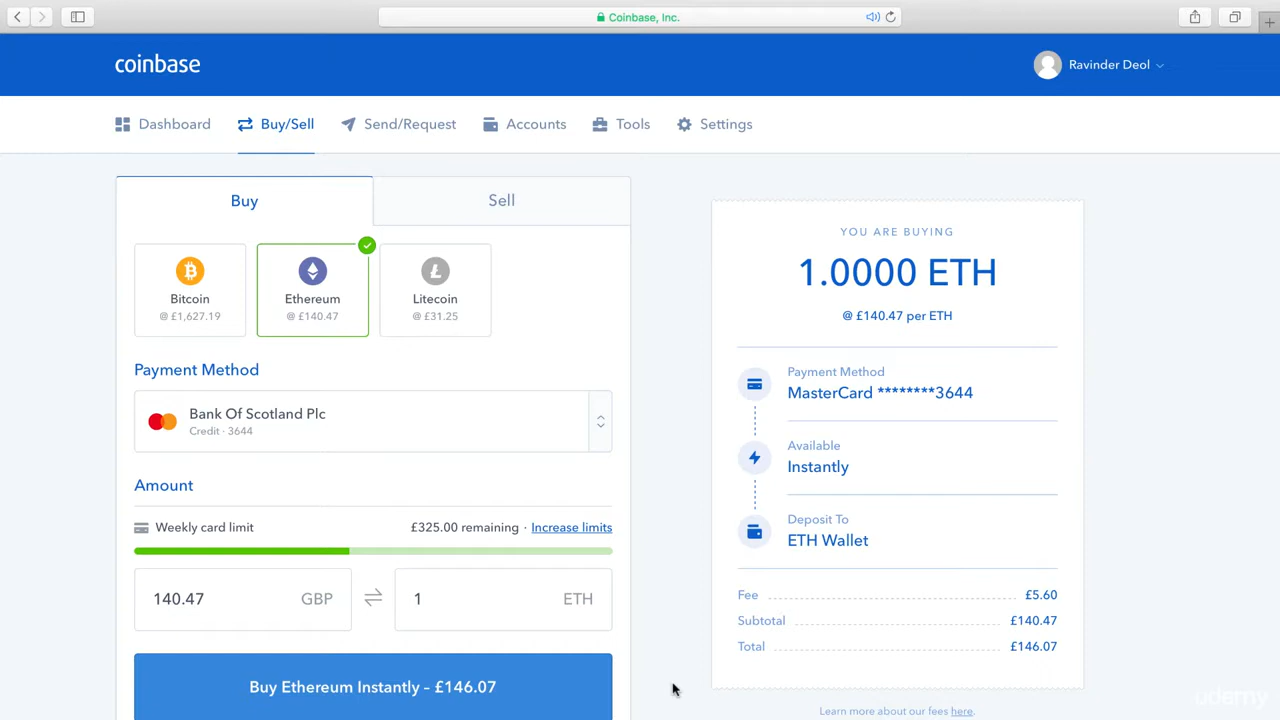 Coinbase, Inc.
coinbase
Ravinder Deol
Dashboard Buy/Sell Send/Request Accounts Tools Settings
Buy Sell
Bitcoin
@ £1,627.19
Ethereum
@ £140.47
Litecoin
@ £31.25
Payment Method
Bank Of Scotland Plc
Credit · 3644
Amount
Weekly card limit £325.00 remaining · Increase limits
140.47 GBP 1 ETH
Buy Ethereum Instantly – £146.07
YOU ARE BUYING
1.0000 ETH
@ £140.47 per ETH
Payment Method
MasterCard ********3644
Available
Instantly
Deposit To
ETH Wallet
Fee £5.60
Subtotal £140.47
Total £146.07
Learn more about our fees here.
udemy